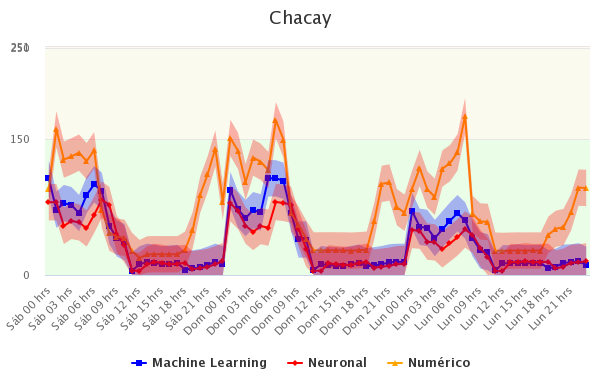 Chacay
250
150
0
Sáb 00 hrs
Sáb 03 hrs
Sáb 06 hrs
Sáb 09 hrs
Sáb 12 hrs
Sáb 15 hrs
Sáb 18 hrs
Sáb 21 hrs
Dom 00 hrs
Dom 03 hrs
Dom 06 hrs
Dom 09 hrs
Dom 12 hrs
Dom 15 hrs
Dom 18 hrs
Dom 21 hrs
Lun 00 hrs
Lun 03 hrs
Lun 06 hrs
Lun 09 hrs
Lun 12 hrs
Lun 15 hrs
Lun 18 hrs
Lun 21 hrs
Machine Learning Neuronal Numérico